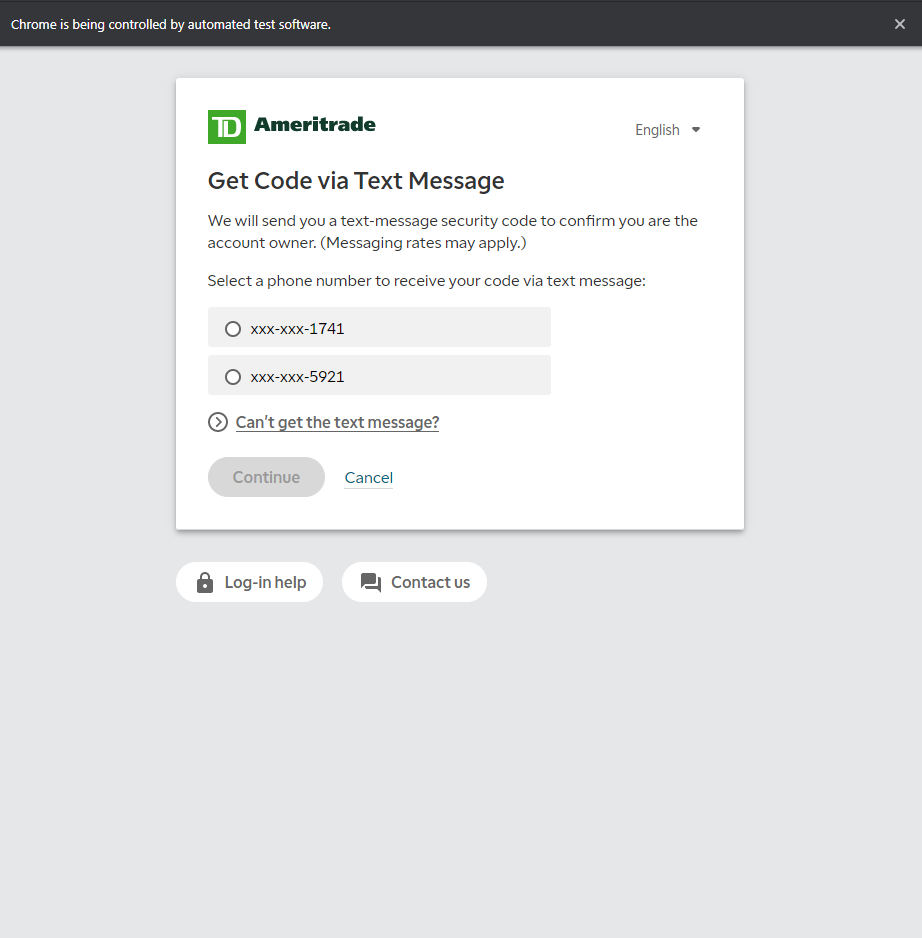 Chrome is being controlled by automated test software.
TD Ameritrade
English
Get Code via Text Message
We will send you a text-message security code to confirm you are the
account owner. (Messaging rates may apply.)
Select a phone number to receive your code via text message:
xxx-xxx-1741
xxx-xxx-5921
Can't get the text message?
Continue Cancel
Log-in help Contact us